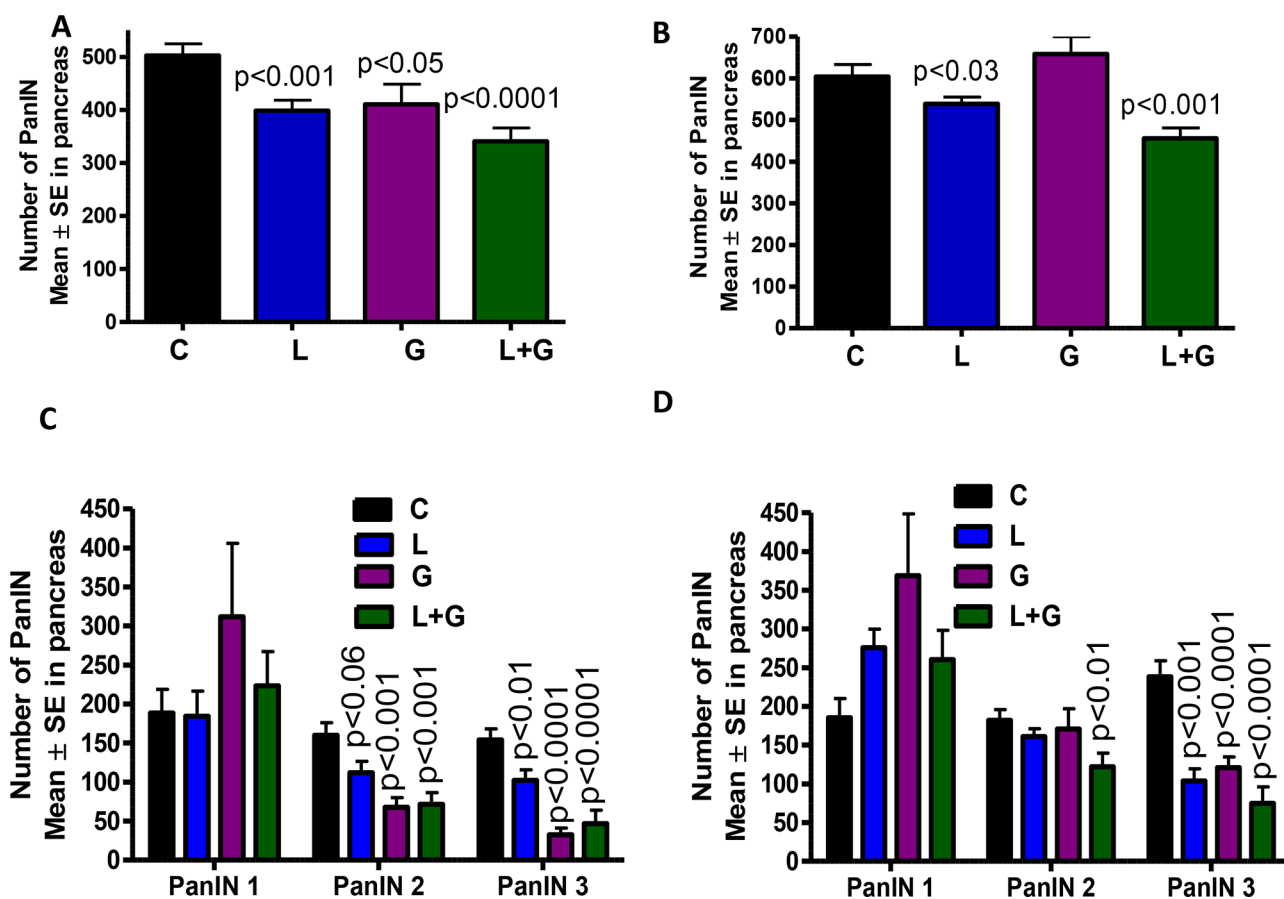 A
Number of PanIN
Mean ± SE in pancreas
500
400
300
200
100
0
p<0.001
p<0.05
p<0.0001
C
L
G
L+G
B
Number of PanIN
Mean ± SE in pancreas
700
600
500
400
300
200
100
0
p<0.03
p<0.001
C
L
G
L+G
C
Number of PanIN
Mean ± SE in pancreas
450
400
350
300
250
200
150
100
50
0
C
L
G
L+G
p<0.06
p<0.001
p<0.001
p<0.01
p<0.0001
p<0.0001
PanIN 1
PanIN 2
PanIN 3
D
Number of PanIN
Mean ± SE in pancreas
450
400
350
300
250
200
150
100
50
0
C
L
G
L+G
p<0.01
p<0.001
p<0.0001
p<0.0001
PanIN 1
PanIN 2
PanIN 3